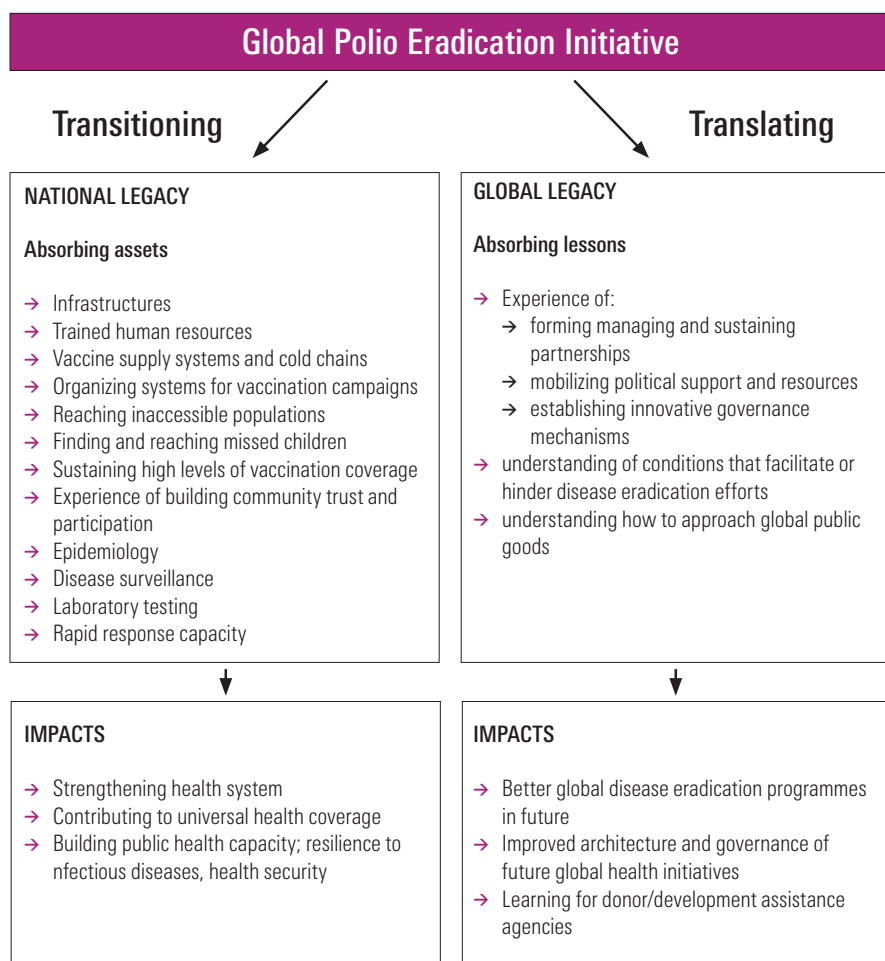 Global Polio Eradication Initiative
Transitioning
Translating
NATIONAL LEGACY
Absorbing assets
→ Infrastructures
→ Trained human resources
→ Vaccine supply systems and cold chains
→ Organizing systems for vaccination campaigns
→ Reaching inaccessible populations
→ Finding and reaching missed children
→ Sustaining high levels of vaccination coverage
→ Experience of building community trust and
participation
→ Epidemiology
→ Disease surveillance
→ Laboratory testing
→ Rapid response capacity
GLOBAL LEGACY
Absorbing lessons
→ Experience of:
→ forming managing and sustaining
partnerships
→ mobilizing political support and resources
→ establishing innovative governance
mechanisms
→ understanding of conditions that facilitate or
hinder disease eradication efforts
→ understanding how to approach global public
goods
IMPACTS
→ Strengthening health system
→ Contributing to universal health coverage
→ Building public health capacity; resilience to
nfectious diseases, health security
IMPACTS
→ Better global disease eradication programmes
in future
→ Improved architecture and governance of
future global health initiatives
→ Learning for donor/development assistance
agencies